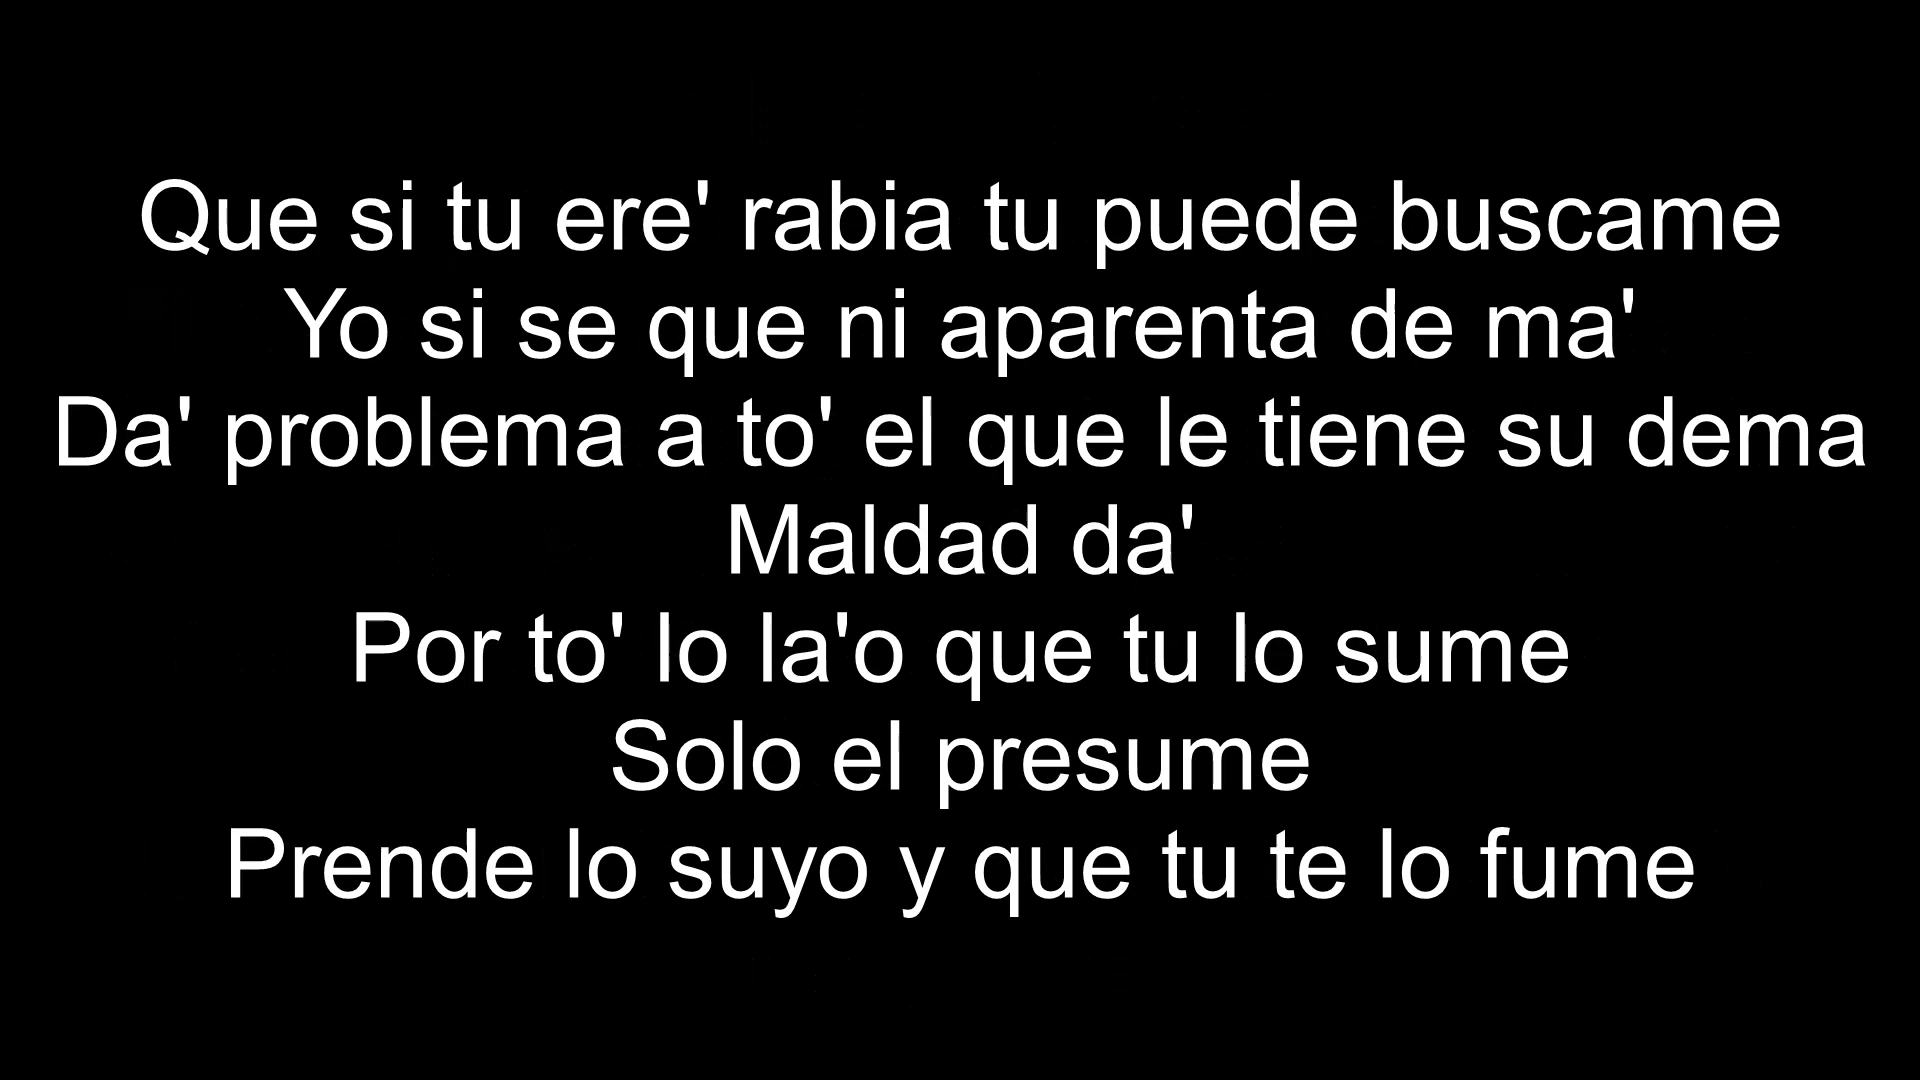 Que si tu ere' rabia tu puede buscame
Yo si se que ni aparenta de ma'
Da' problema a to' el que le tiene su dema
Maldad da'
Por to' lo la'o que tu lo sume
Solo el presume
Prende lo suyo y que tu te lo fume